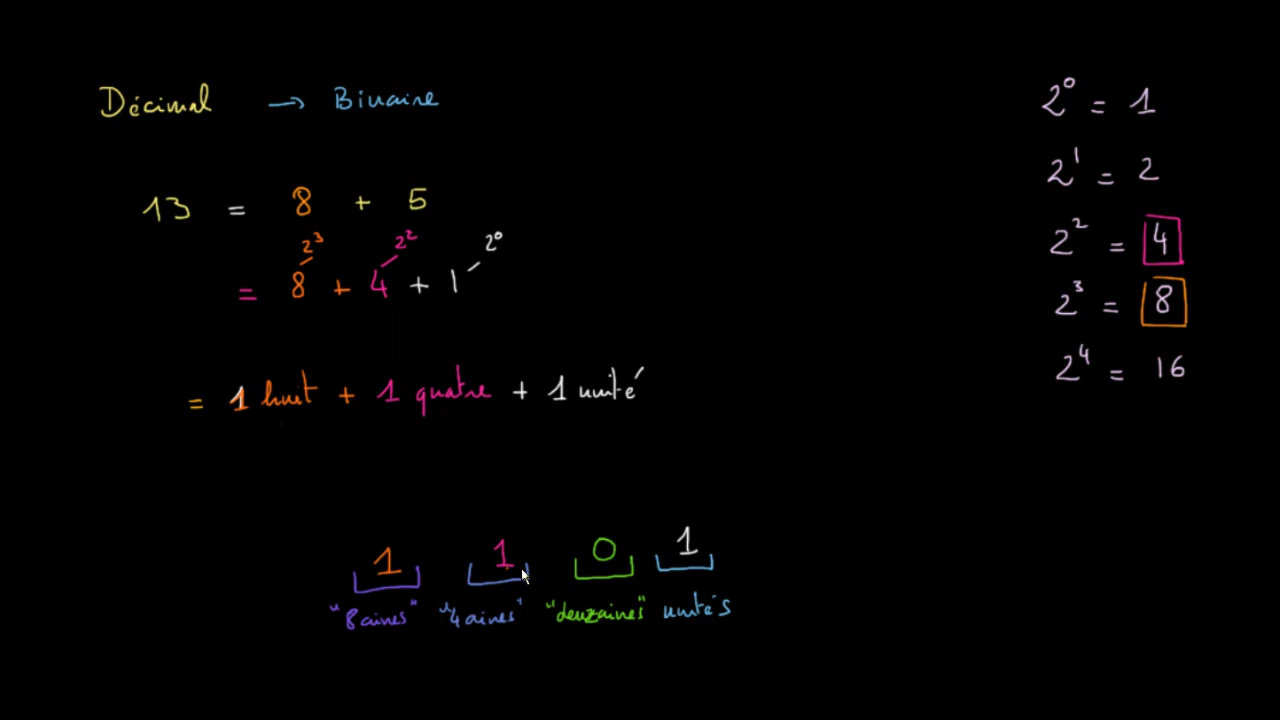 Décimal → Binaire
13 = 8 + 5
2³ 2² 2⁰
= 8 + 4 + 1
= 1 huit + 1 quatre + 1 unité
1 1 0 1
"8aines" "4aines" "deuzaines" unités
2⁰ = 1
2¹ = 2
2² = 4
2³ = 8
2⁴ = 16